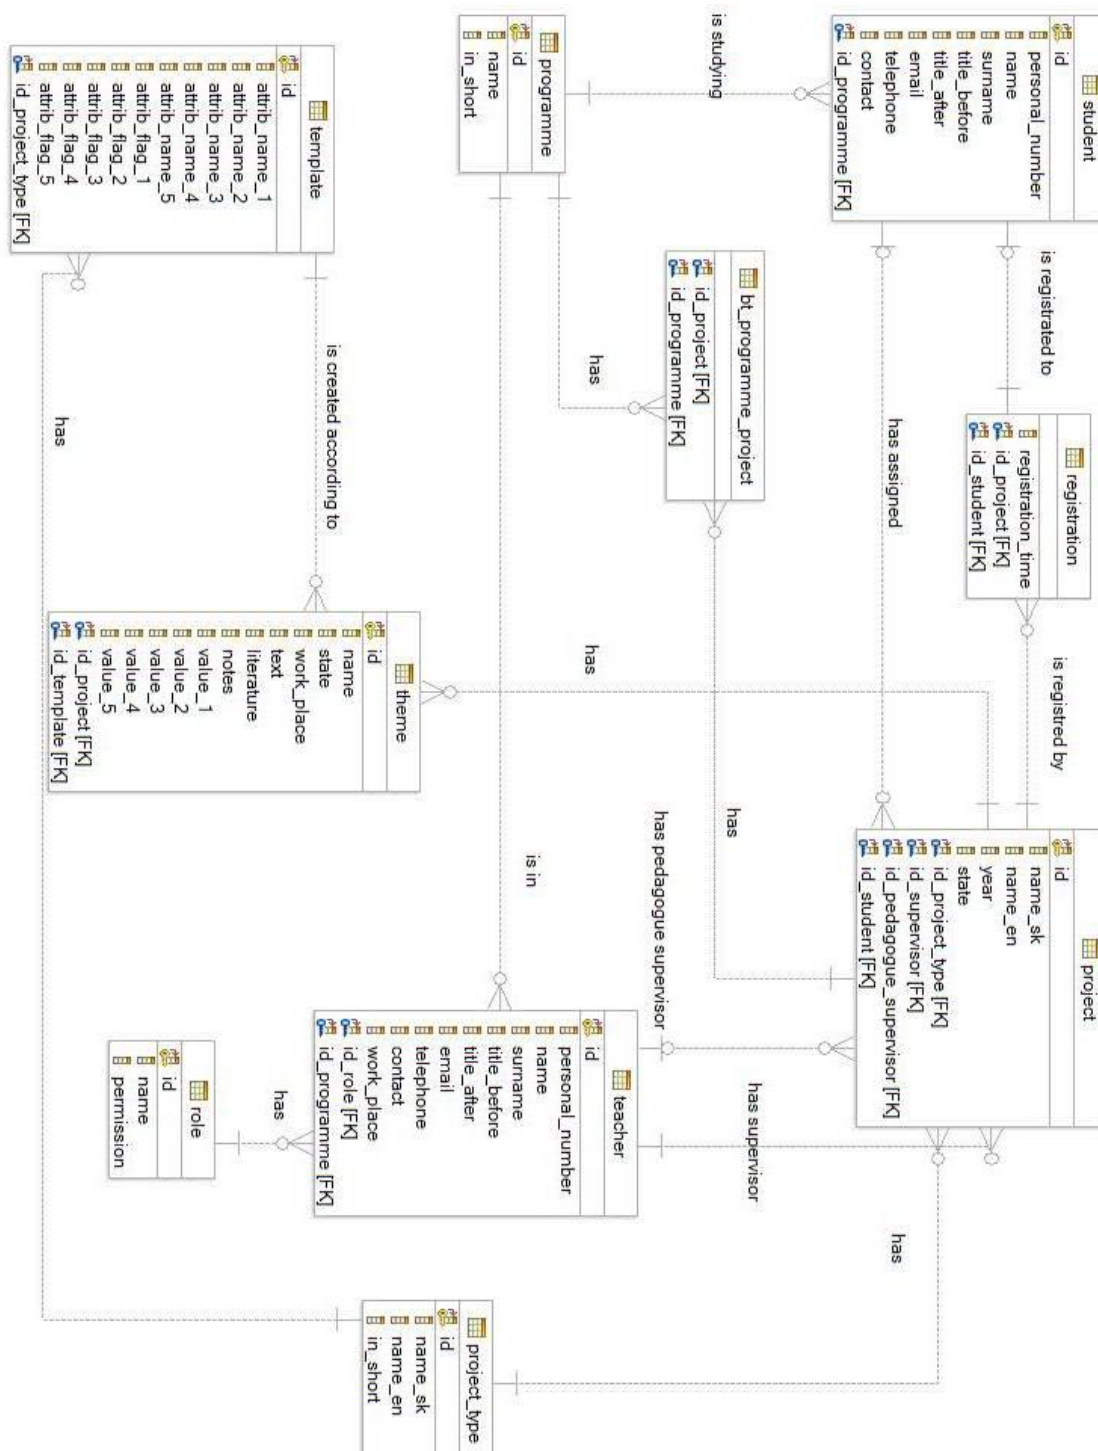 student
id
personal_number
name
surname
title_before
title_after
email
telephone
contact
id_programme [FK]
is registrated to
registration
registration_time
id_project [FK]
id_student [FK]
is registred by
project
id
name_sk
name_en
year
state
id_project_type [FK]
id_supervisor [FK]
id_pedagogue_supervisor [FK]
id_student [FK]
has assigned
is studying
programme
id
name
in_short
has
bt_programme_project
id_project [FK]
id_programme [FK]
has
has
is in
has pedagogue supervisor
has supervisor
has
teacher
id
personal_number
name
surname
title_before
title_after
email
telephone
contact
work_place
id_role [FK]
id_programme [FK]
template
id
attrib_name_1
attrib_name_2
attrib_name_3
attrib_name_4
attrib_name_5
attrib_flag_1
attrib_flag_2
attrib_flag_3
attrib_flag_4
attrib_flag_5
id_project_type [FK]
is created according to
theme
id
name
state
work_place
text
literature
notes
value_1
value_2
value_3
value_4
value_5
id_project [FK]
id_template [FK]
has
role
id
name
permission
has
project_type
id
name_sk
name_en
in_short